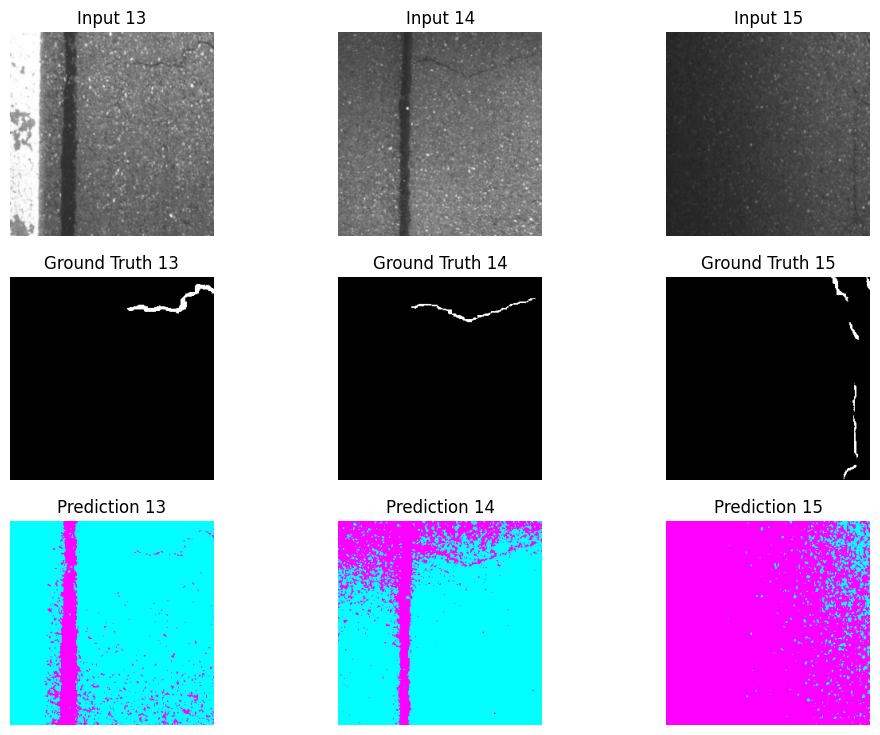 Input 13
Input 14
Input 15
Ground Truth 13
Ground Truth 14
Ground Truth 15
Prediction 13
Prediction 14
Prediction 15